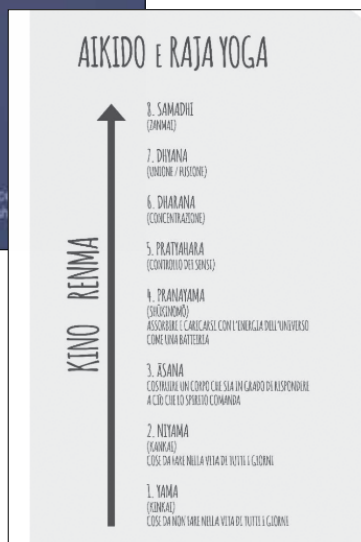 AIKIDO E RAJA YOGA
8. SAMADHI
(ZANMAI)
7. DHYANA
(UNIONE / FUSIONE)
6. DHARANA
(CONCENTRAZIONE)
5. PRATYAHARA
(CONTROLLO DEI SENSI)
4. PRANAYAMA
(SHŪKINOMŌ)
ASSORBIRE E CARICARSI CON L'ENERGIA DELL'UNIVERSO
COME UNA BATTERIA
3. ĀSANA
COSTRUIRE UN CORPO CHE SIA IN GRADO DI RISPONDERE
A CIÒ CHE LO SPIRITO COMANDA
2. NIYAMA
(KANKAI)
COSE DA FARE NELLA VITA DI TUTTI I GIORNI
1. YAMA
(KINKAI)
COSE DA NON FARE NELLA VITA DI TUTTI I GIORNI
KINO RENMA